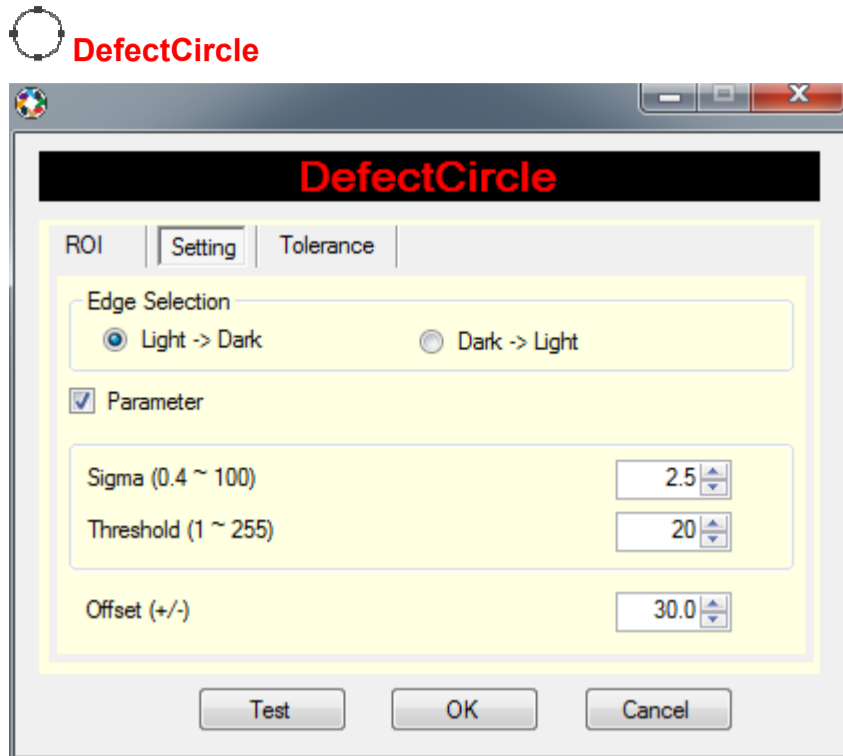 DefectCircle
DefectCircle
ROI Setting Tolerance
Edge Selection
Light -> Dark Dark -> Light
Parameter
Sigma (0.4 ~ 100) 2.5
Threshold (1 ~ 255) 20
Offset (+/-) 30.0
Test OK Cancel